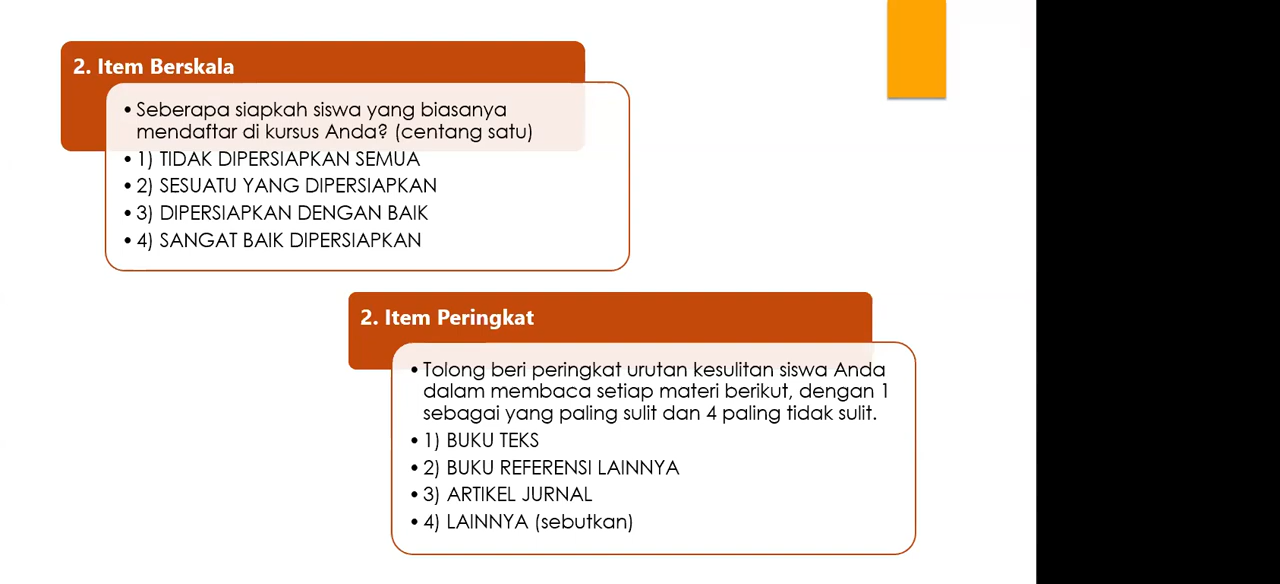 2. Item Berskala
• Seberapa siapkah siswa yang biasanya
mendaftar di kursus Anda? (centang satu)
• 1) TIDAK DIPERSIAPKAN SEMUA
• 2) SESUATU YANG DIPERSIAPKAN
• 3) DIPERSIAPKAN DENGAN BAIK
• 4) SANGAT BAIK DIPERSIAPKAN
2. Item Peringkat
• Tolong beri peringkat urutan kesulitan siswa Anda
dalam membaca setiap materi berikut, dengan 1
sebagai yang paling sulit dan 4 paling tidak sulit.
• 1) BUKU TEKS
• 2) BUKU REFERENSI LAINNYA
• 3) ARTIKEL JURNAL
• 4) LAINNYA (sebutkan)